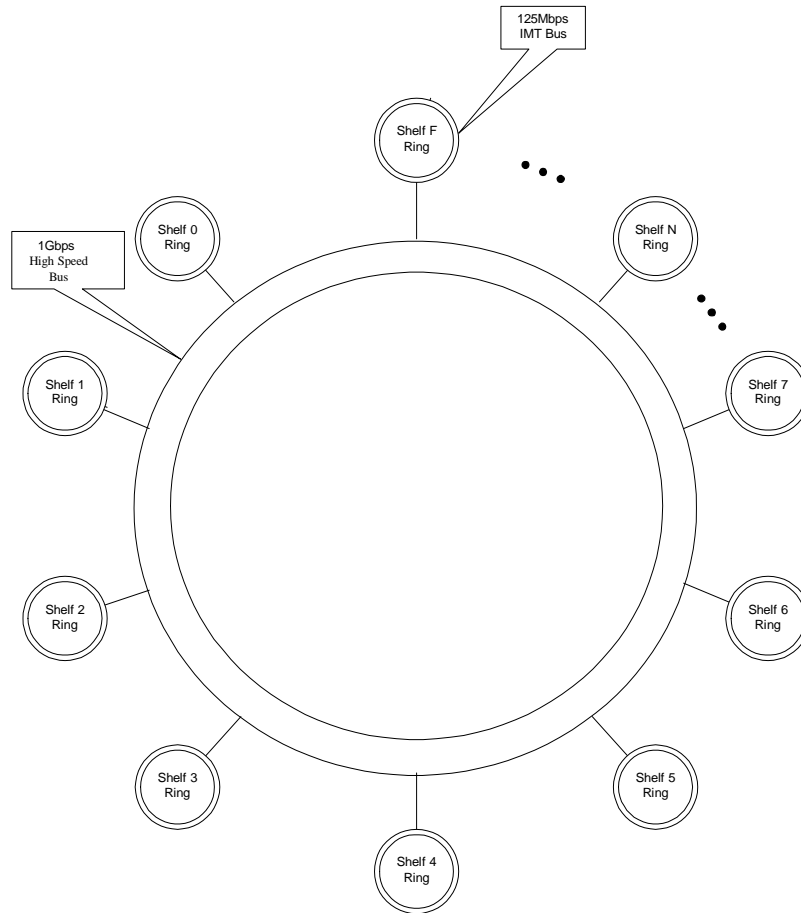 125Mbps
IMT Bus
Shelf F
Ring
Shelf 0
Ring
Shelf N
Ring
1Gbps
High Speed
Bus
Shelf 1
Ring
Shelf 7
Ring
Shelf 2
Ring
Shelf 6
Ring
Shelf 3
Ring
Shelf 5
Ring
Shelf 4
Ring